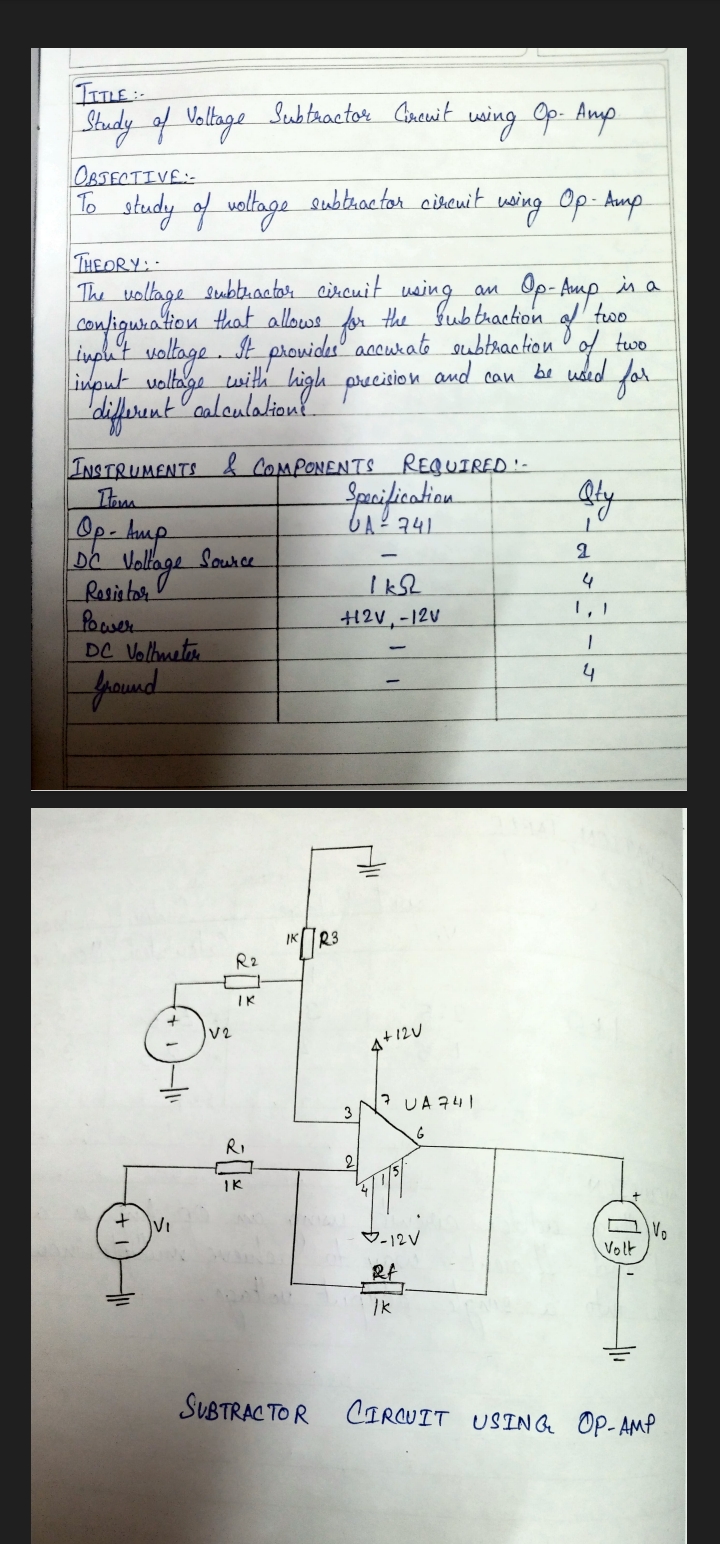 TITLE :-
Study of Voltage Subtractor Circuit using Op-Amp
OBJECTIVE:-
To study of voltage subtractor circuit using Op-Amp
THEORY:-
The voltage subtractor circuit using an Op-Amp is a
configuration that allows for the subtraction of two
input voltage. It provides accurate subtraction of two
input voltage with high precision and can be used for
different calculations.
INSTRUMENTS & COMPONENTS REQUIRED:-
Item Specification Qty
Op-Amp UA-741 1
DC Voltage Source - 2
Resistor 1kΩ 4
Power +12V, -12V 1, 1
DC Voltmeter - 1
Ground - 4
1K R3
R2
1K
+ - V2
+12V
3 7 UA741
6
R1
2
1K
4 1 5
+ - V1
-12V
+
V0
Volt
-
Rf
1K
SUBTRACTOR CIRCUIT USING OP-AMP